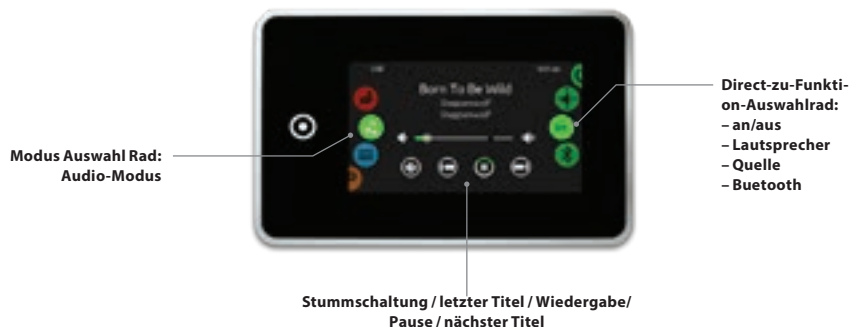 Born To Be Wild
Steppenwolf
Steppenwolf
Direct-zu-Funkti-
on-Auswahlrad:
– an/aus
– Lautsprecher
– Quelle
– Buetooth
Modus Auswahl Rad:
Audio-Modus
Stummschaltung / letzter Titel / Wiedergabe/
Pause / nächster Titel